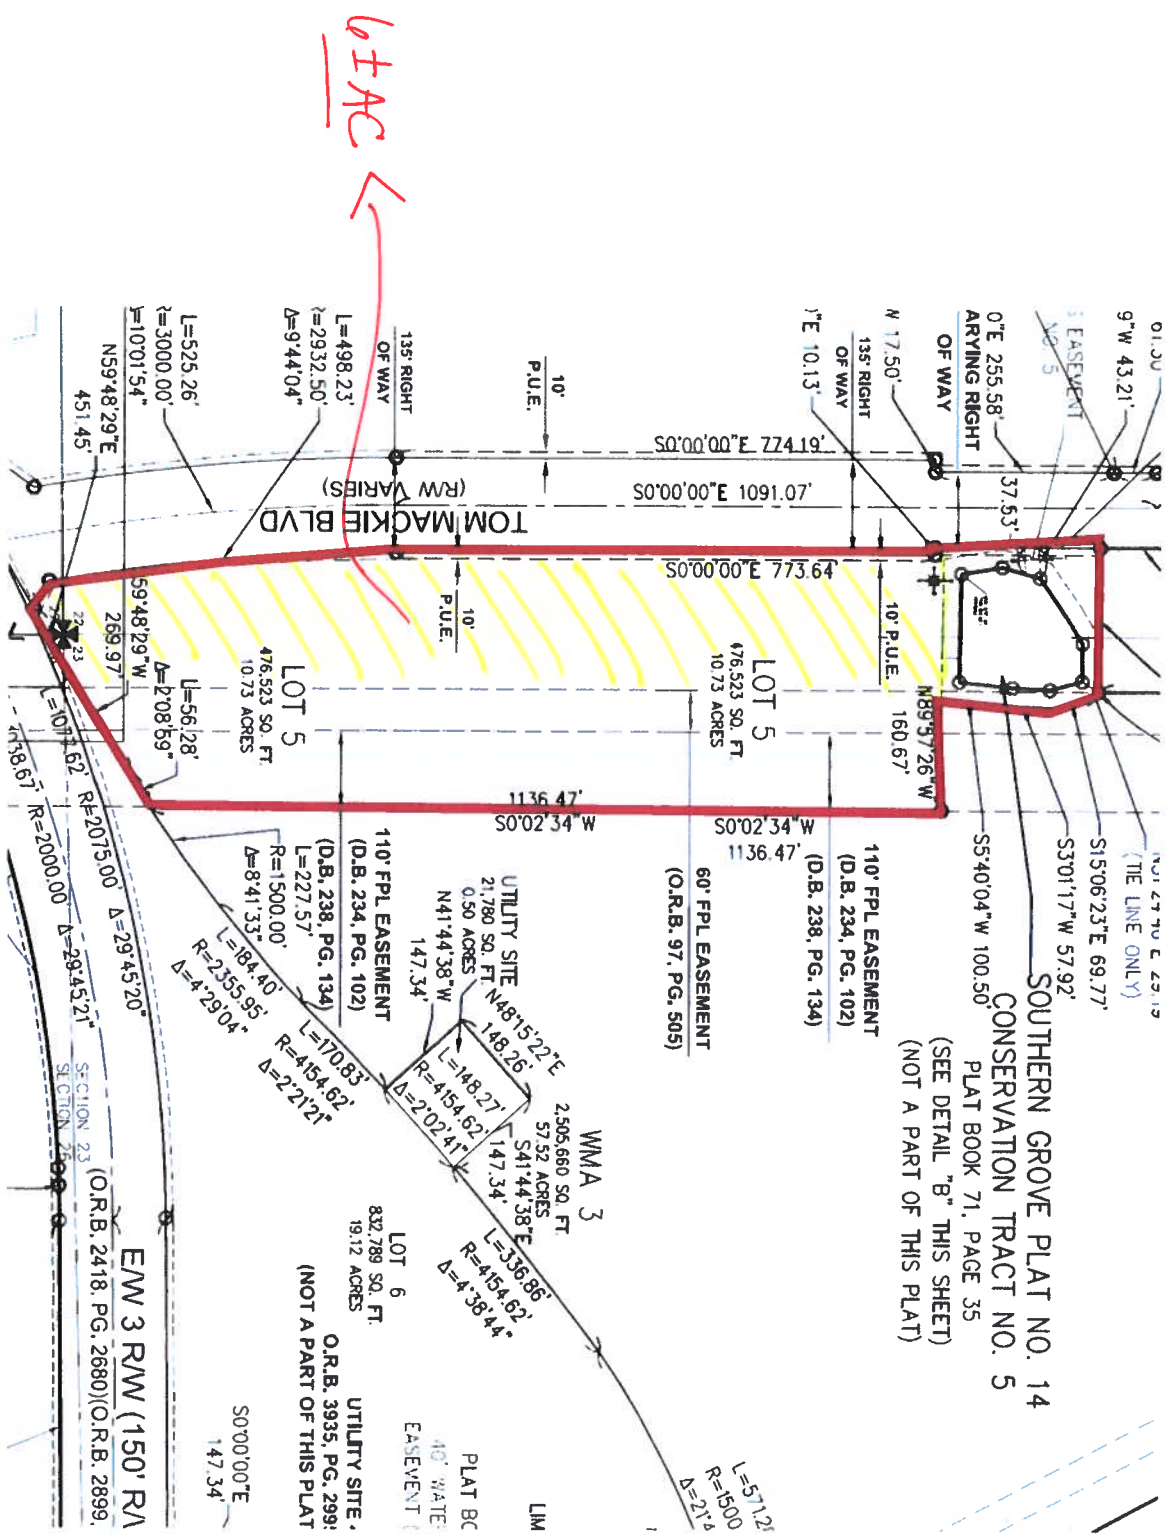 6±AC
61.30'
9"W 43.21'
EASEMENT
NO. 5
0"E 255.58'
ARYING RIGHT
OF WAY
37.53'
N 17.50'
135' RIGHT
OF WAY
"E 10.13'
10'
P.U.E.
135' RIGHT
OF WAY
L=498.23'
R=2932.50'
Δ=9°44'04"
L=525.26'
R=3000.00'
Δ=10°01'54"
N59°48'29"E
451.45'
S0°00'00"E 774.19'
S0°00'00"E 1091.07'
TOM MACKIE BLVD
(R/W VARIES)
S0°00'00"E 773.64'
10' P.U.E.
10'
P.U.E.
LOT 5
476,523 SQ. FT.
10.73 ACRES
LOT 5
476,523 SQ. FT.
10.73 ACRES
N89°57'26"W
160.67'
59°48'29"W
269.97'
22
23
L=56.28'
Δ=2°08'59"
1136.47'
S0°02'34"W
S0°02'34"W
1136.47'
S5°40'04"W 100.50'
S3°01'17"W 57.92'
S15°06'23"E 69.77'
(TIE LINE ONLY)
SOUTHERN GROVE PLAT NO. 14
CONSERVATION TRACT NO. 5
PLAT BOOK 71, PAGE 35
(SEE DETAIL "B" THIS SHEET)
(NOT A PART OF THIS PLAT)
110' FPL EASEMENT
(D.B. 234, PG. 102)
(D.B. 238, PG. 134)
60' FPL EASEMENT
(O.R.B. 97, PG. 505)
110' FPL EASEMENT
(D.B. 234, PG. 102)
(D.B. 238, PG. 134)
L=227.57'
R=1500.00'
Δ=8°41'33"
UTILITY SITE
21,780 SQ. FT.
0.50 ACRES
N41°44'38"W
147.34'
N48°15'22"E
148.26'
L=148.27'
R=4154.62'
Δ=2°02'41"
S41°44'38"E
147.34'
L=184.40'
R=2355.95'
Δ=4°29'04"
L=170.83'
R=4154.62'
Δ=2°21'21"
WMA 3
2,505,660 SQ. FT.
57.52 ACRES
L=336.86'
R=4154.62'
Δ=4°38'44"
LOT 6
832,789 SQ. FT.
19.12 ACRES
UTILITY SITE
O.R.B. 3935, PG. 299
(NOT A PART OF THIS PLAT
L=571.2
R=1500
LIM
PLAT BO
EASEMENT
S0°00'00"E
147.34'
R=2075.00' Δ=29°45'20"
R=2000.00 Δ=29°45'21"
SECTION 23
SECTION 26
E/W 3 R/W (150' R/
(O.R.B. 2418, PG. 2680)(O.R.B. 2899,